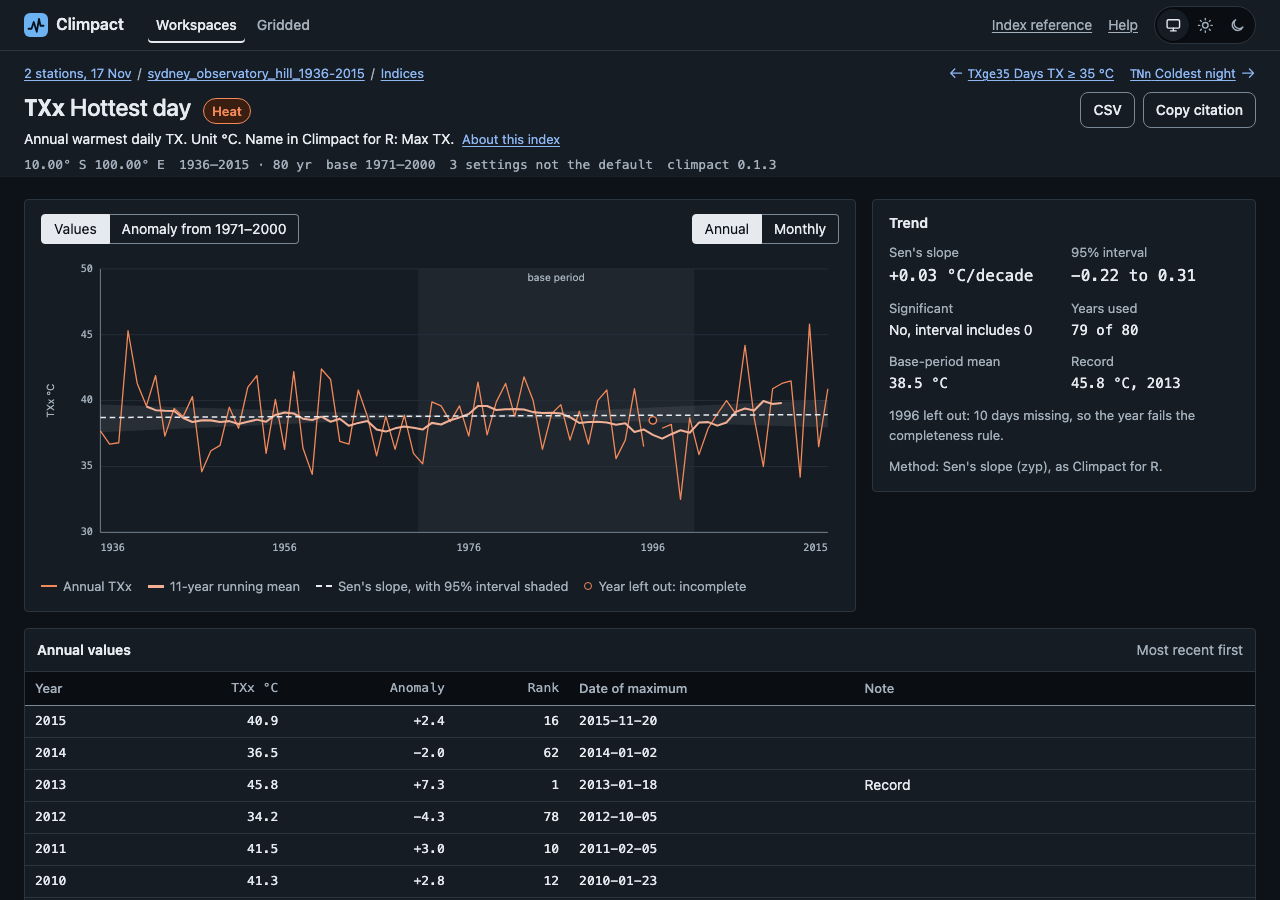 Climpact Workspaces Gridded Index reference Help
2 stations, 17 Nov / sydney_observatory_hill_1936-2015 / Indices ← TXge35 Days TX ≥ 35 °C TNn Coldest night →
TXx Hottest day Heat CSV Copy citation
Annual warmest daily TX. Unit °C. Name in Climpact for R: Max TX. About this index
10.00° S 100.00° E 1936–2015 · 80 yr base 1971–2000 3 settings not the default climpact 0.1.3
Values Anomaly from 1971–2000 Annual Monthly
50
45
40
35
30
TXx °C
base period
1936 1956 1976 1996 2015
Annual TXx 11-year running mean Sen's slope, with 95% interval shaded Year left out: incomplete
Trend
Sen's slope 95% interval
+0.03 °C/decade −0.22 to 0.31
Significant Years used
No, interval includes 0 79 of 80
Base-period mean Record
38.5 °C 45.8 °C, 2013
1996 left out: 10 days missing, so the year fails the
completeness rule.
Method: Sen's slope (zyp), as Climpact for R.
Annual values Most recent first
Year TXx °C Anomaly Rank Date of maximum Note
2015 40.9 +2.4 16 2015-11-20
2014 36.5 −2.0 62 2014-01-02
2013 45.8 +7.3 1 2013-01-18 Record
2012 34.2 −4.3 78 2012-10-05
2011 41.5 +3.0 10 2011-02-05
2010 41.3 +2.8 12 2010-01-23